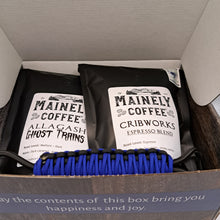 MAINELY
COFFEE
ALLAGASH
GHOST TRAINS
MAINELY
COFFEE
CRIBWORKS
ESPRESSO BLEND
y the contents of this box bring you
happiness and joy.